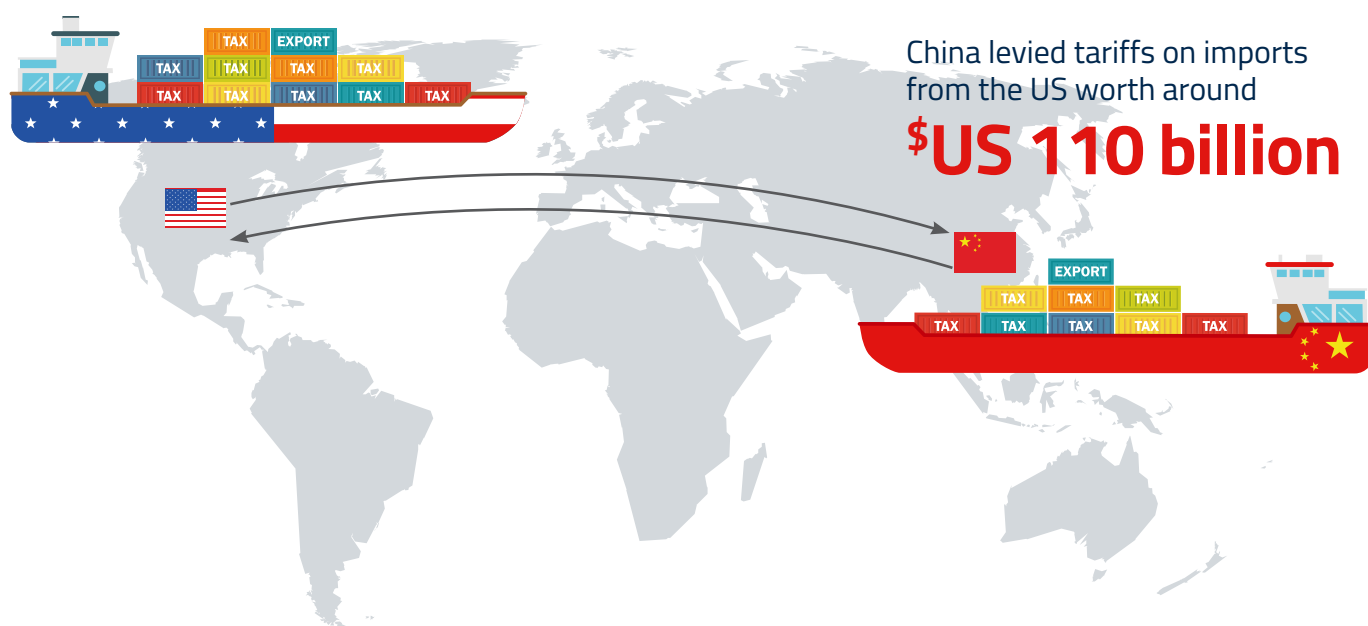 TAX EXPORT
China levied tariffs on imports
TAX TAX TAX TAX
from the US worth around
TAX TAX TAX TAX TAX
$US 110 billion
EXPORT
TAX TAX TAX
TAX TAX TAX TAX TAX